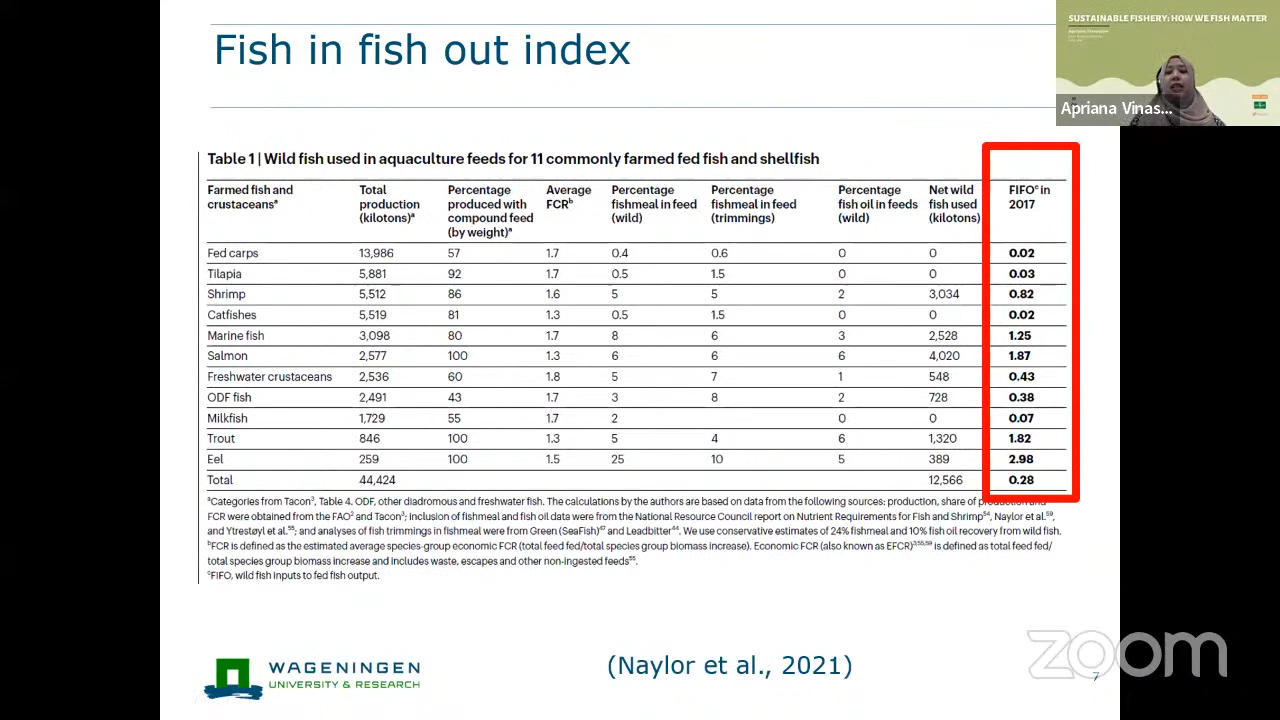 Fish in fish out index
SUSTAINABLE FISHERY: HOW WE FISH MATTER
Apriana Vinas...
Table 1 | Wild fish used in aquaculture feeds for 11 commonly farmed fed fish and shellfish
Farmed fish and crustaceansᵃ Total production (kilotons)ᵃ Percentage produced with compound feed (by weight)ᵃ Average FCRᵇ Percentage fishmeal in feed (wild) Percentage fishmeal in feed (trimmings) Percentage fish oil in feeds (wild) Net wild fish used (kilotons) FIFOᶜ in 2017
Fed carps 13,986 57 1.7 0.4 0.6 0 0 0.02
Tilapia 5,881 92 1.7 0.5 1.5 0 0 0.03
Shrimp 5,512 86 1.6 5 5 2 3,034 0.82
Catfishes 5,519 81 1.3 0.5 1.5 0 0 0.02
Marine fish 3,098 80 1.7 8 6 3 2,528 1.25
Salmon 2,577 100 1.3 6 6 6 4,020 1.87
Freshwater crustaceans 2,536 60 1.8 5 7 1 548 0.43
ODF fish 2,491 43 1.7 3 8 2 728 0.38
Milkfish 1,729 55 1.7 2 0 0 0.07
Trout 846 100 1.3 5 4 6 1,320 1.82
Eel 259 100 1.5 25 10 5 389 2.98
Total 44,424 12,566 0.28
ᵃCategories from Tacon³, Table 4. ODF, other diadromous and freshwater fish. The calculations by the authors are based on data from the following sources: production, share of production and
FCR were obtained from the FAO² and Tacon³; inclusion of fishmeal and fish oil data were from the National Resource Council report on Nutrient Requirements for Fish and Shrimp⁵⁴, Naylor et al.⁵⁹,
and Ytrestøyl et al.⁵⁵; and analyses of fish trimmings in fishmeal were from Green (SeaFish)⁴⁷ and Leadbitter⁴⁴. We use conservative estimates of 24% fishmeal and 10% fish oil recovery from wild fish.
ᵇFCR is defined as the estimated average species-group economic FCR (total feed fed/total species group biomass increase). Economic FCR (also known as EFCR) is defined as total feed fed/
total species group biomass increase and includes waste, escapes and other non-ingested feeds⁵⁵.
ᶜFIFO, wild fish inputs to fed fish output.
WAGENINGEN
UNIVERSITY & RESEARCH
(Naylor et al., 2021)
zoom
7